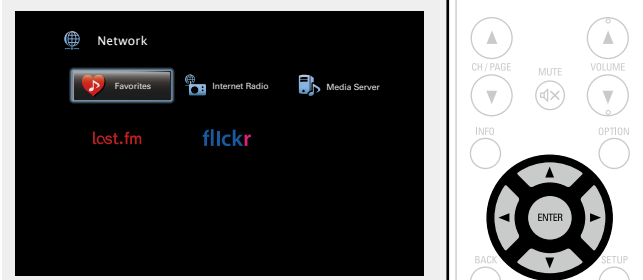 Network
Favorites
Internet Radio
Media Server
last.fm
flickr
CH / PAGE
MUTE
VOLUME
INFO
OPTION
ENTER
BACK
SETUP